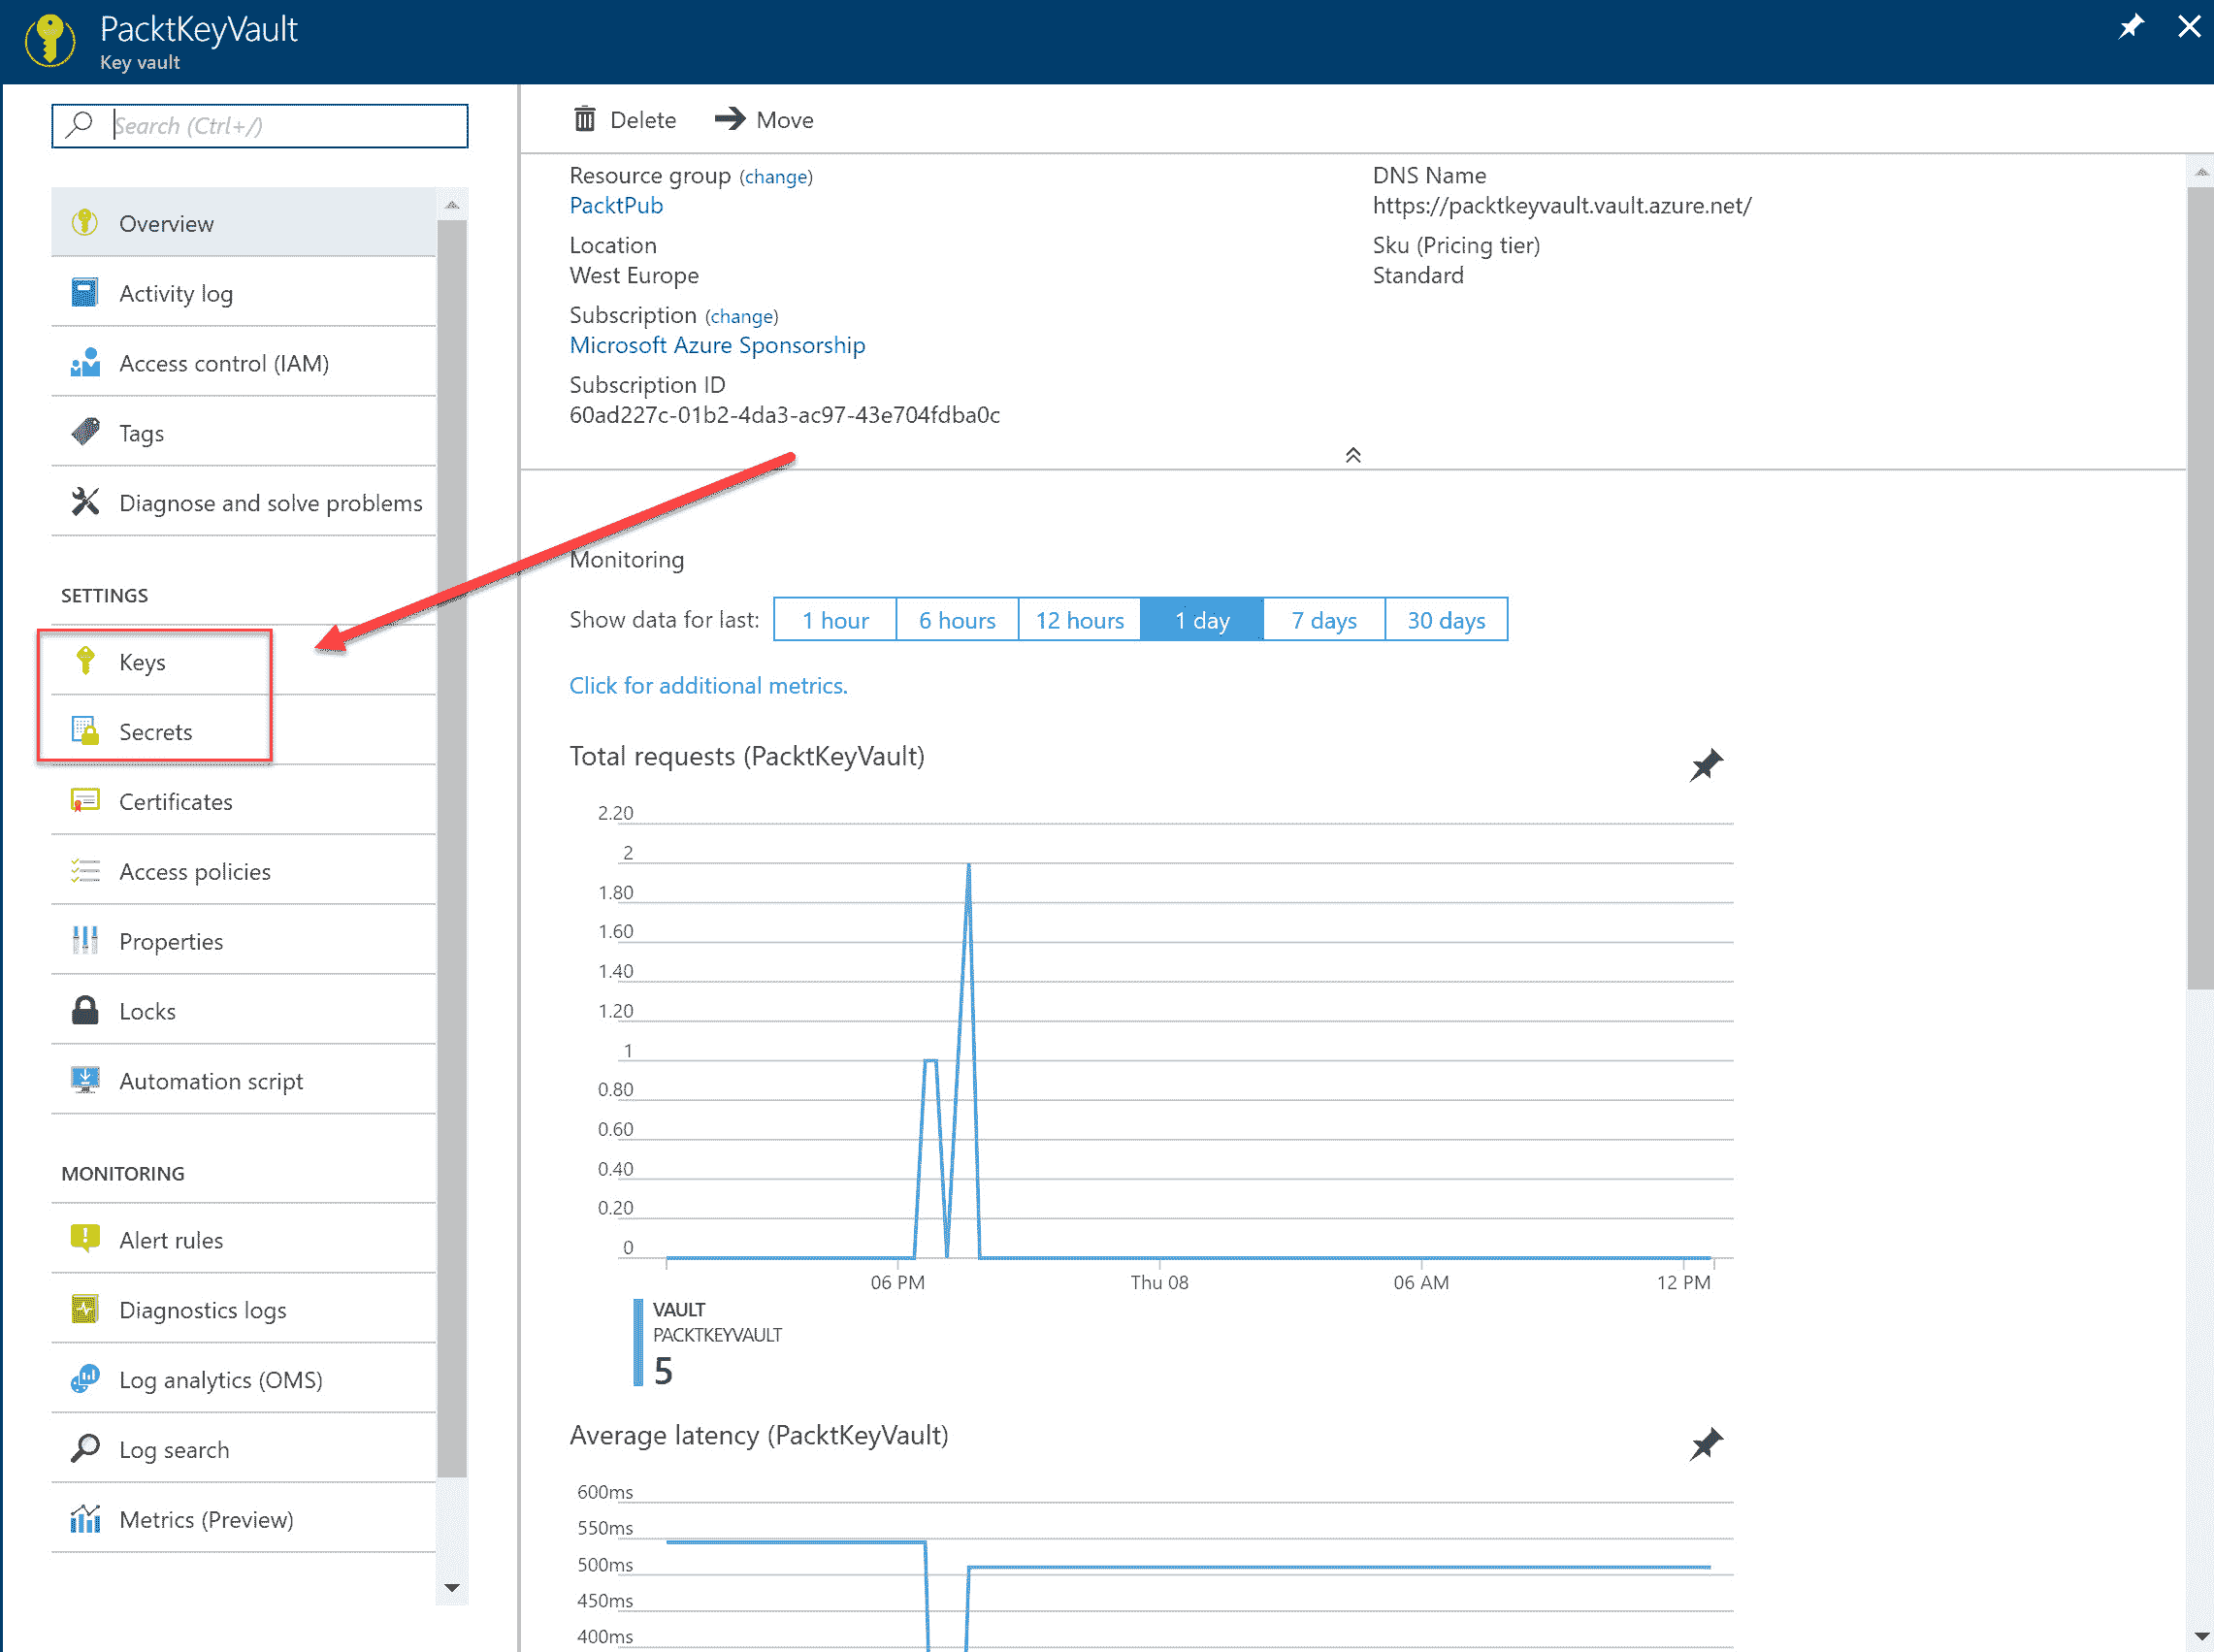 PacktKeyVault
Key vault
Search (Ctrl+/)
Overview
Activity log
Access control (IAM)
Tags
Diagnose and solve problems
SETTINGS
Keys
Secrets
Certificates
Access policies
Properties
Locks
Automation script
MONITORING
Alert rules
Diagnostics logs
Log analytics (OMS)
Log search
Metrics (Preview)
Delete
Move
Resource group (change)
PacktPub
Location
West Europe
Subscription (change)
Microsoft Azure Sponsorship
Subscription ID
60ad227c-01b2-4da3-ac97-43e704fdba0c
DNS Name
https://packtkeyvault.vault.azure.net/
Sku (Pricing tier)
Standard
Monitoring
Show data for last: 1 hour 6 hours 12 hours 1 day 7 days 30 days
Click for additional metrics.
Total requests (PacktKeyVault)
2.20
2
1.80
1.60
1.40
1.20
1
0.80
0.60
0.40
0.20
0
06 PM Thu 08 06 AM 12 PM
VAULT
PACKTKEYVAULT
5
Average latency (PacktKeyVault)
600ms
550ms
500ms
450ms
400ms